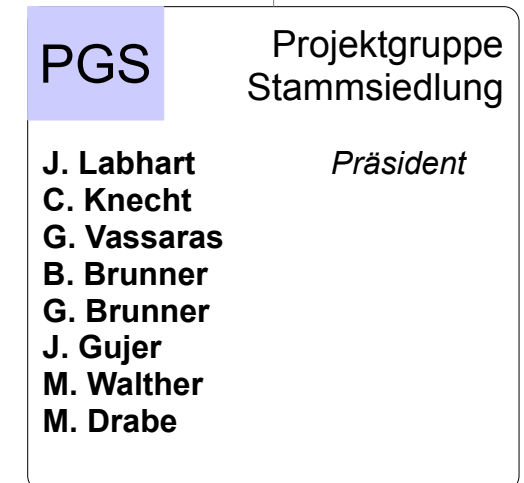 PGS
Projektgruppe
Stammsiedlung
J. Labhart Präsident
C. Knecht
G. Vassaras
B. Brunner
G. Brunner
J. Gujer
M. Walther
M. Drabe